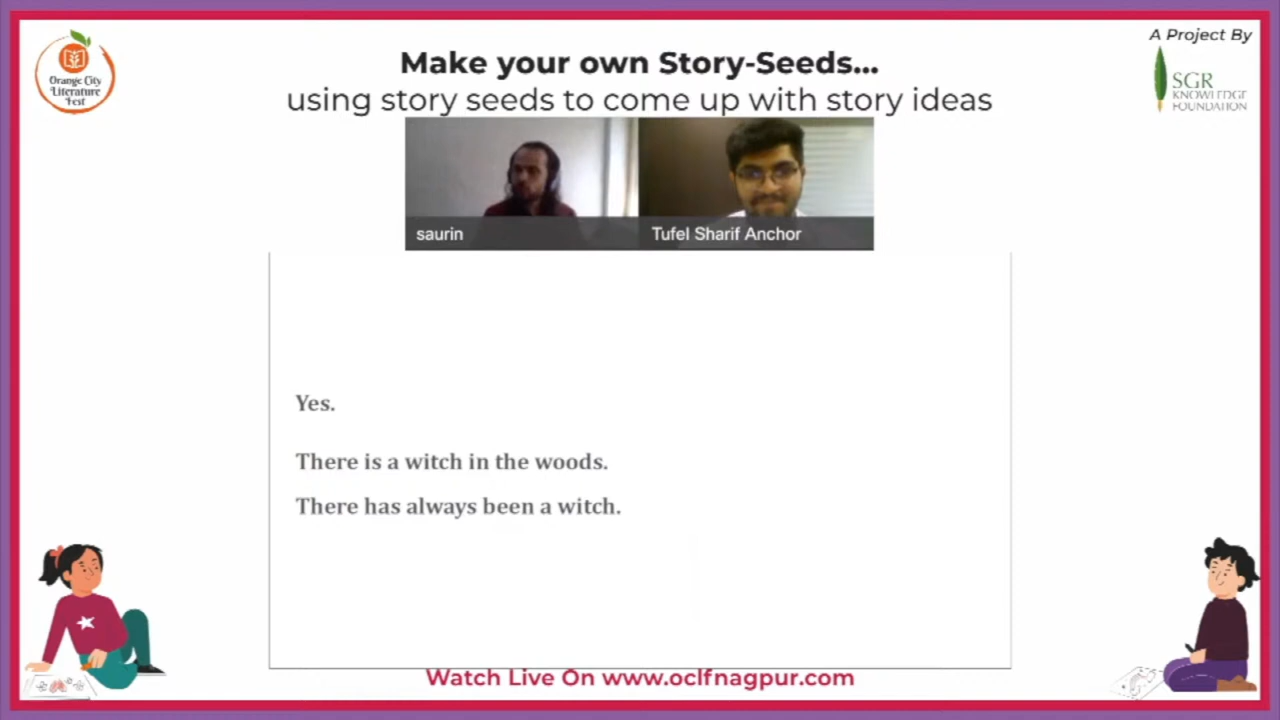 Orange City
Literature
Fest
Make your own Story-Seeds...
using story seeds to come up with story ideas
A Project By
SGR
KNOWLEDGE
FOUNDATION
saurin
Tufel Sharif Anchor
Yes.
There is a witch in the woods.
There has always been a witch.
Watch Live On www.oclfnagpur.com